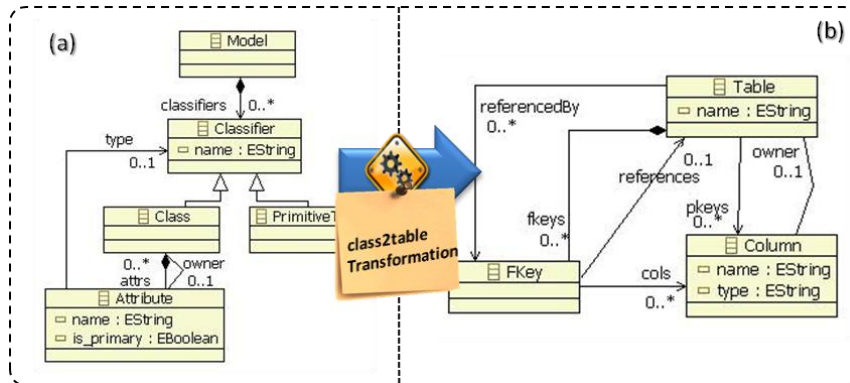 (a)
Model
classifiers 0..*
Classifier
name : EString
type
0..1
Class
0..*
attrs
owner
0..1
Attribute
name : EString
is_primary : EBoolean
class2table
Transformation
(b)
Table
name : EString
referencedBy
0..*
references
0..1
owner
0..1
fkeys
0..*
pkeys
0..*
FKey
cols
0..*
Column
name : EString
type : EString